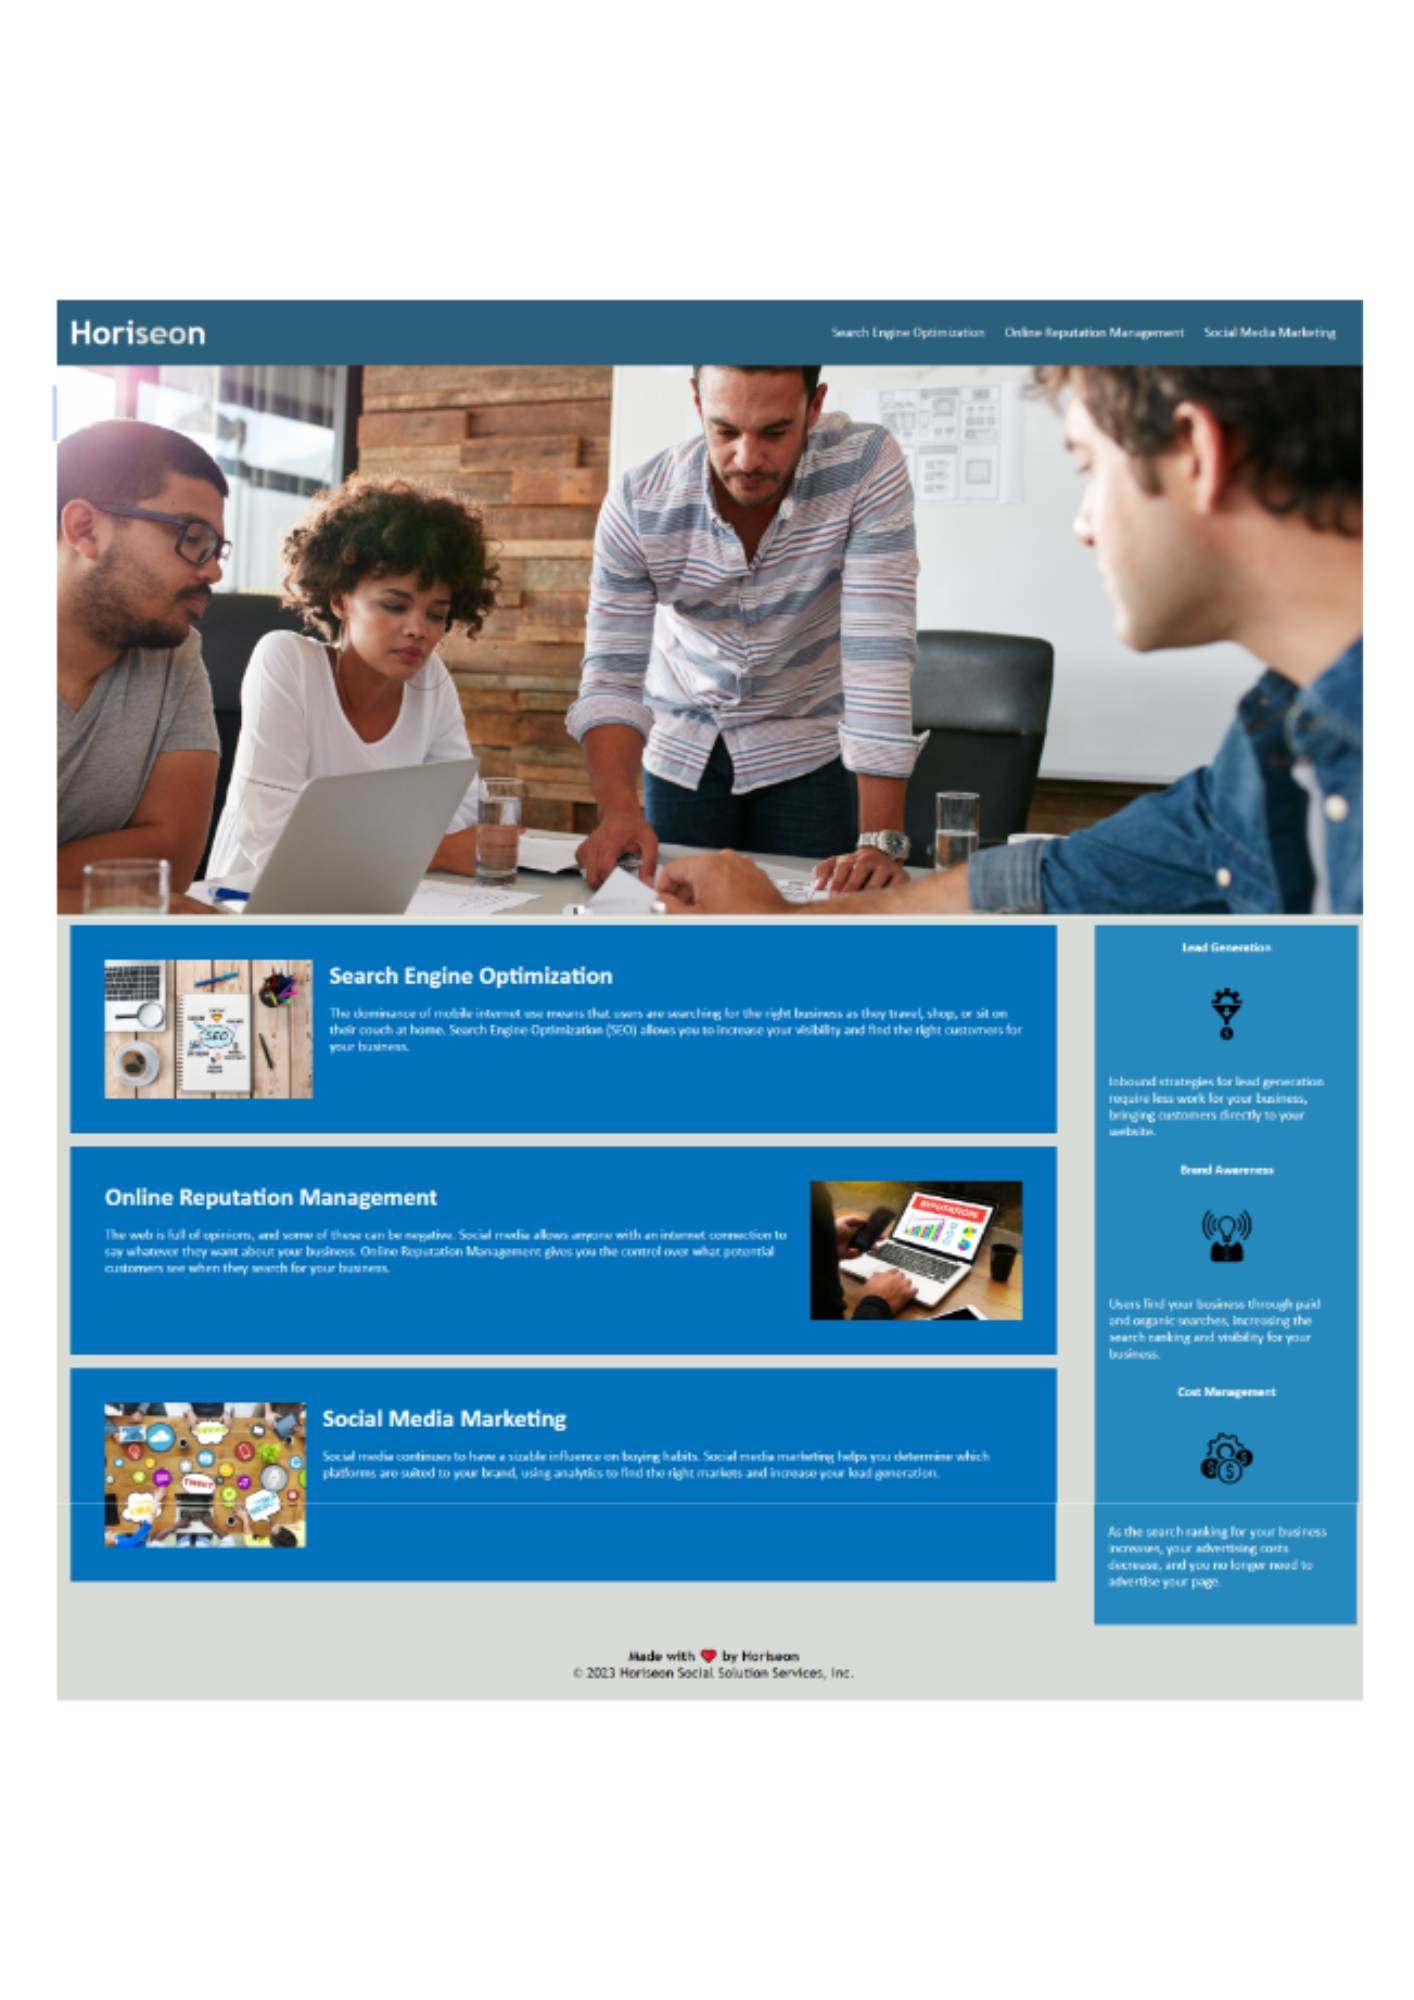 Horiseon
Search Engine Optimization Online Reputation Management Social Media Marketing
Search Engine Optimization
The dominance of mobile internet use means that users are searching for the right business as they travel, shop, or sit on
their couch at home. Search Engine Optimization (SEO) allows you to increase your visibility and find the right customers for
your business.
SEO
Online Reputation Management
The web is full of opinions, and some of these can be negative. Social media allows anyone with an internet connection to
say whatever they want about your business. Online Reputation Management gives you the control over what potential
customers see when they search for your business.
REPUTATION
Social Media Marketing
Social media continues to have a sizable influence on buying habits. Social media marketing helps you determine which
platforms are suited to your brand, using analytics to find the right markets and increase your lead generation.
TWEET
Lead Generation
Inbound strategies for lead generation
require less work for your business,
bringing customers directly to your
website.
Brand Awareness
Users find your business through paid
and organic searches, increasing the
search ranking and visibility for your
business.
Cost Management
As the search ranking for your business
increases, your advertising costs
decrease, and you no longer need to
advertise your page.
Made with ❤️ by Horiseon
© 2023 Horiseon Social Solution Services, Inc.